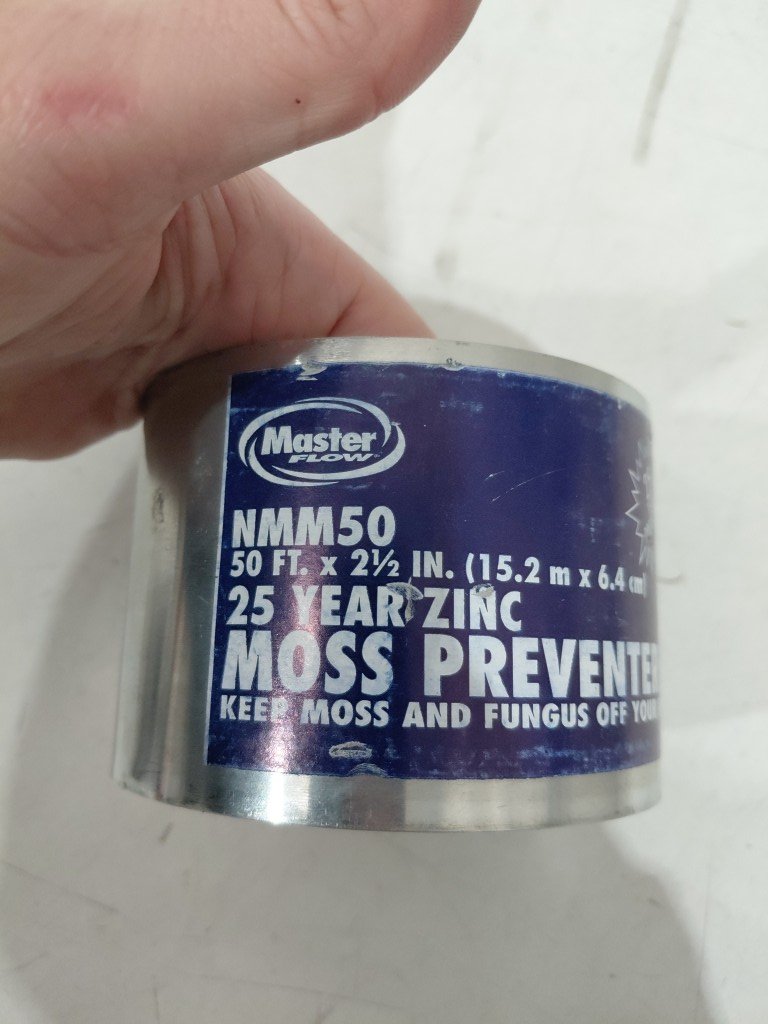 Master
FLOW®
NMM50
50 FT. x 2½ IN. (15.2 m x 6.4 cm)
25 YEAR ZINC
MOSS PREVENTER
KEEP MOSS AND FUNGUS OFF YOUR